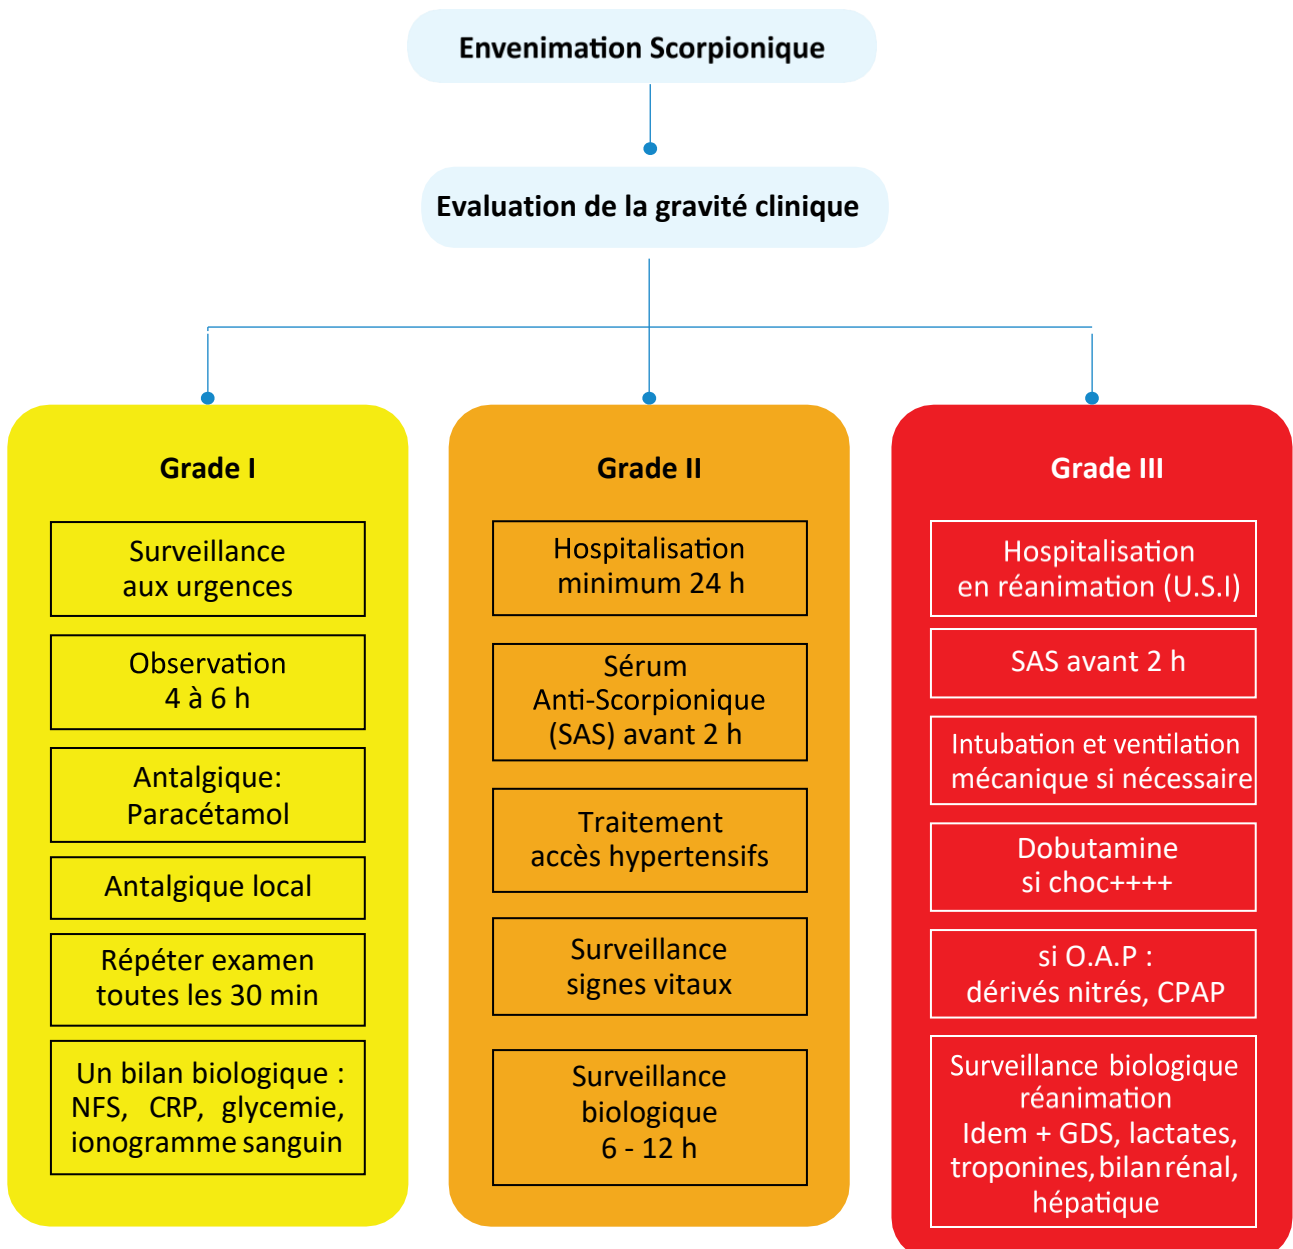 Envenimation Scorpionique
Evaluation de la gravité clinique
Grade I
Surveillance
aux urgences
Observation
4 à 6 h
Antalgique:
Paracétamol
Antalgique local
Répéter examen
toutes les 30 min
Un bilan biologique :
NFS, CRP, glycemie,
ionogramme sanguin
Grade II
Hospitalisation
minimum 24 h
Sérum
Anti-Scorpionique
(SAS) avant 2 h
Traitement
accès hypertensifs
Surveillance
signes vitaux
Surveillance
biologique
6 - 12 h
Grade III
Hospitalisation
en réanimation (U.S.I)
SAS avant 2 h
Intubation et ventilation
mécanique si nécessaire
Dobutamine
si choc++++
si O.A.P :
dérivés nitrés, CPAP
Surveillance biologique
réanimation
Idem + GDS, lactates,
troponines, bilan rénal,
hépatique